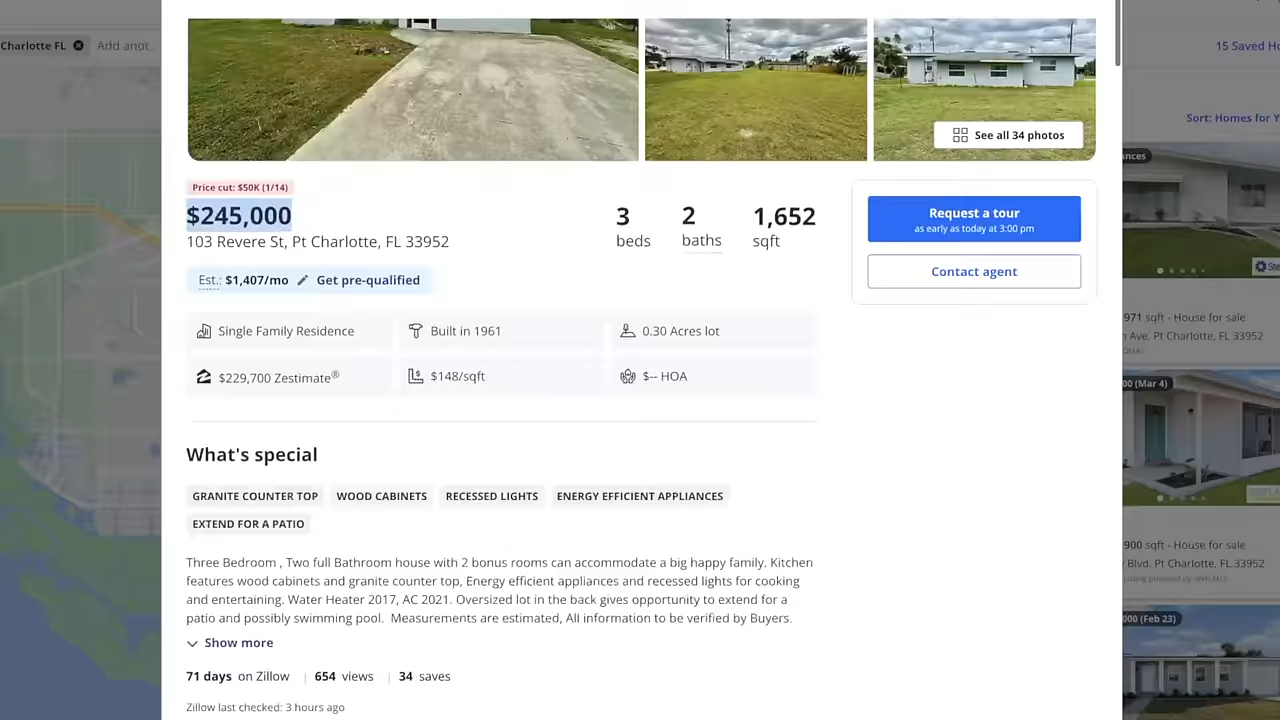 Charlotte FL
Add anot..
15 Saved Ho
Sort: Homes for Y
See all 34 photos
Price cut: $50K (1/14)
$245,000
103 Revere St, Pt Charlotte, FL 33952
3 beds
2 baths
1,652 sqft
Request a tour
as early as today at 3:00 pm
Contact agent
Est.: $1,407/mo
Get pre-qualified
Single Family Residence
Built in 1961
0.30 Acres lot
$229,700 Zestimate®
$148/sqft
$-- HOA
What's special
GRANITE COUNTER TOP
WOOD CABINETS
RECESSED LIGHTS
ENERGY EFFICIENT APPLIANCES
EXTEND FOR A PATIO
Three Bedroom , Two full Bathroom house with 2 bonus rooms can accommodate a big happy family. Kitchen
features wood cabinets and granite counter top, Energy efficient appliances and recessed lights for cooking
and entertaining. Water Heater 2017, AC 2021. Oversized lot in the back gives opportunity to extend for a
patio and possibly swimming pool. Measurements are estimated, All information to be verified by Buyers.
Show more
71 days on Zillow
654 views
34 saves
Zillow last checked: 3 hours ago
ances
971 sqft - House for sale
n Ave, Pt Charlotte, FL 33952
00 (Mar 4)
900 sqft - House for sale
Blvd, Pt Charlotte, FL 33952
000 (Feb 23)